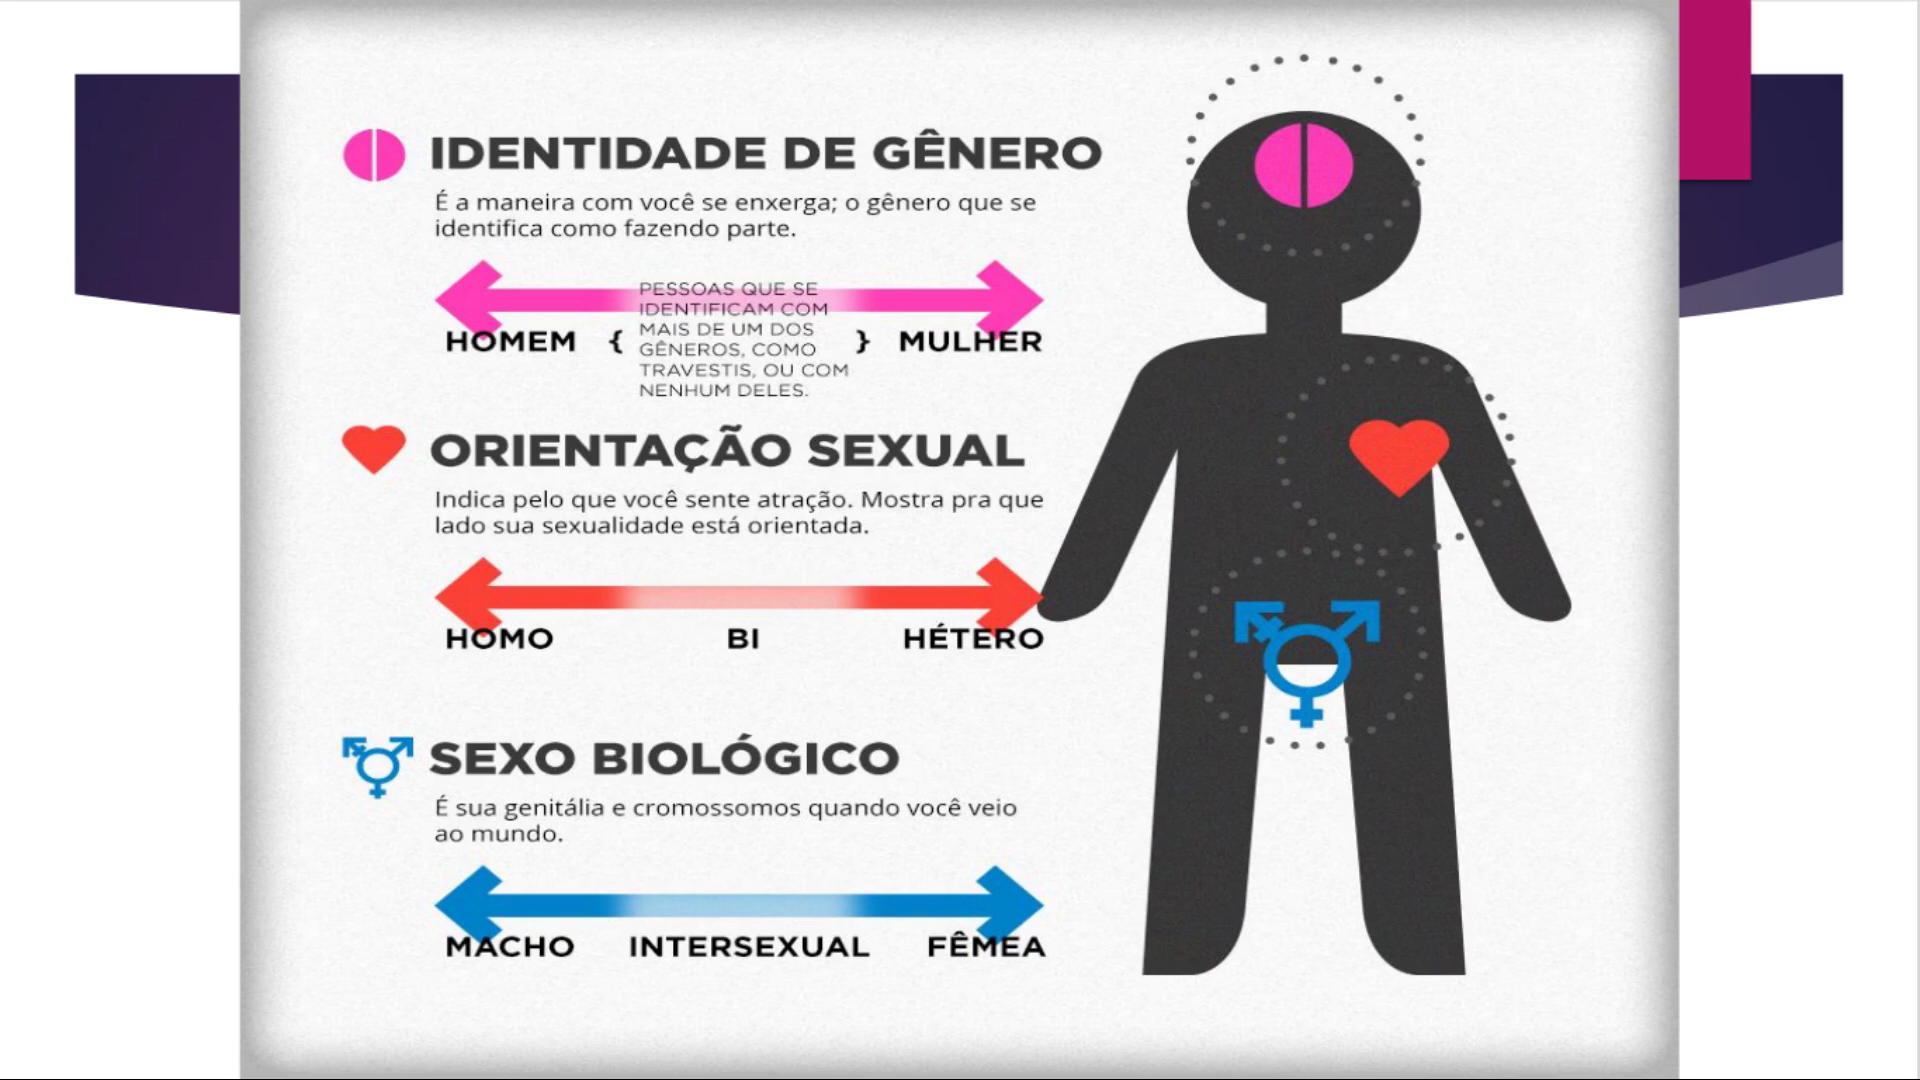 IDENTIDADE DE GÊNERO
É a maneira com você se enxerga; o gênero que se
identifica como fazendo parte.
HOMEM
{
PESSOAS QUE SE
IDENTIFICAM COM
MAIS DE UM DOS
GÊNEROS, COMO
TRAVESTIS, OU COM
NENHUM DELES.
}
MULHER
ORIENTAÇÃO SEXUAL
Indica pelo que você sente atração. Mostra pra que
lado sua sexualidade está orientada.
HOMO BI HÉTERO
SEXO BIOLÓGICO
É sua genitália e cromossomos quando você veio
ao mundo.
MACHO INTERSEXUAL FÊMEA